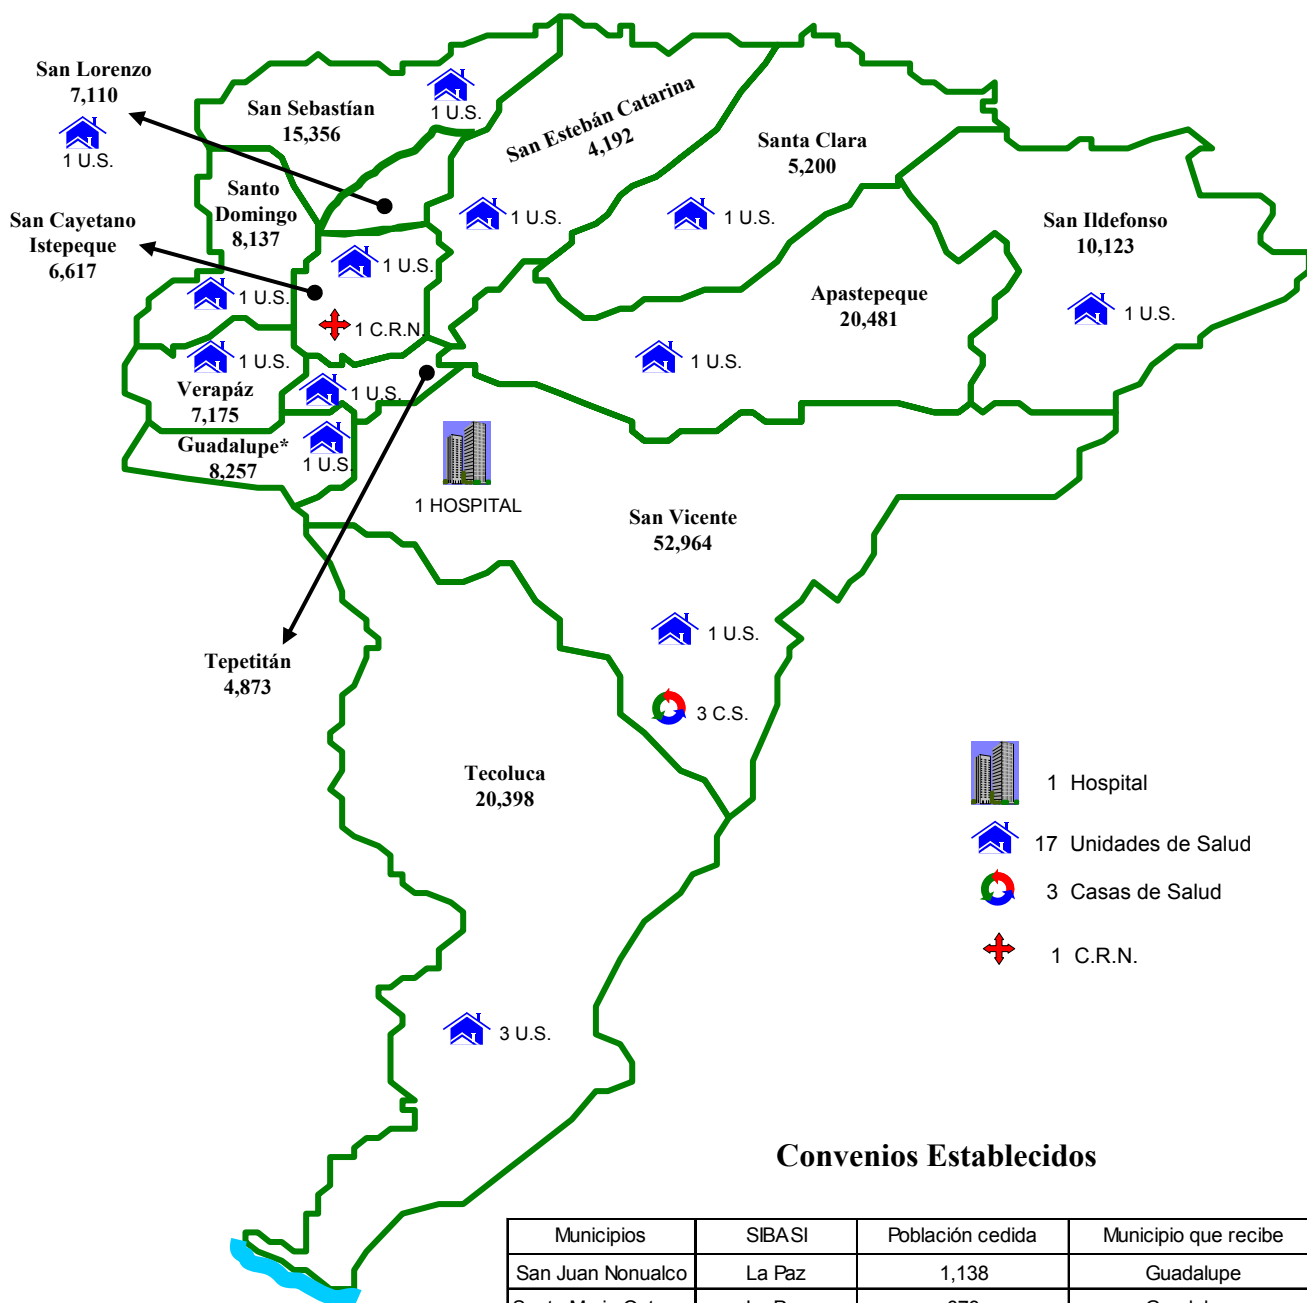 San Lorenzo
7,110
1 U.S.
San Sebastían
15,356
1 U.S.
San Estebán Catarina
4,192
1 U.S.
Santa Clara
5,200
1 U.S.
Santo
Domingo
8,137
1 U.S.
San Cayetano
Istepeque
6,617
1 U.S.
1 C.R.N.
San Ildefonso
10,123
1 U.S.
Apastepeque
20,481
1 U.S.
1 U.S.
Verapáz
7,175
1 U.S.
Guadalupe*
8,257
1 U.S.
1 HOSPITAL
San Vicente
52,964
1 U.S.
3 C.S.
Tepetitán
4,873
Tecoluca
20,398
3 U.S.
1 Hospital
17 Unidades de Salud
3 Casas de Salud
1 C.R.N.
Convenios Establecidos
Municipios SIBASI Población cedida Municipio que recibe
San Juan Nonualco La Paz 1,138 Guadalupe